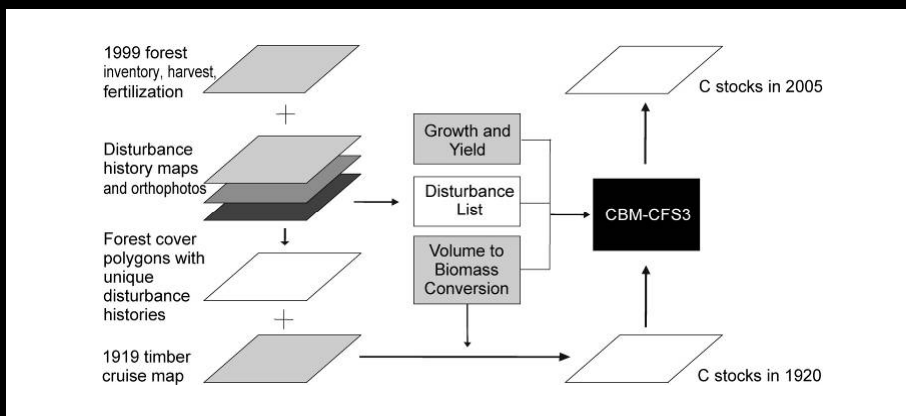 1999 forest
inventory, harvest,
fertilization
Disturbance
history maps
and orthophotos
Forest cover
polygons with
unique
disturbance
histories
1919 timber
cruise map
Growth and
Yield
Disturbance
List
Volume to
Biomass
Conversion
CBM-CFS3
C stocks in 2005
C stocks in 1920